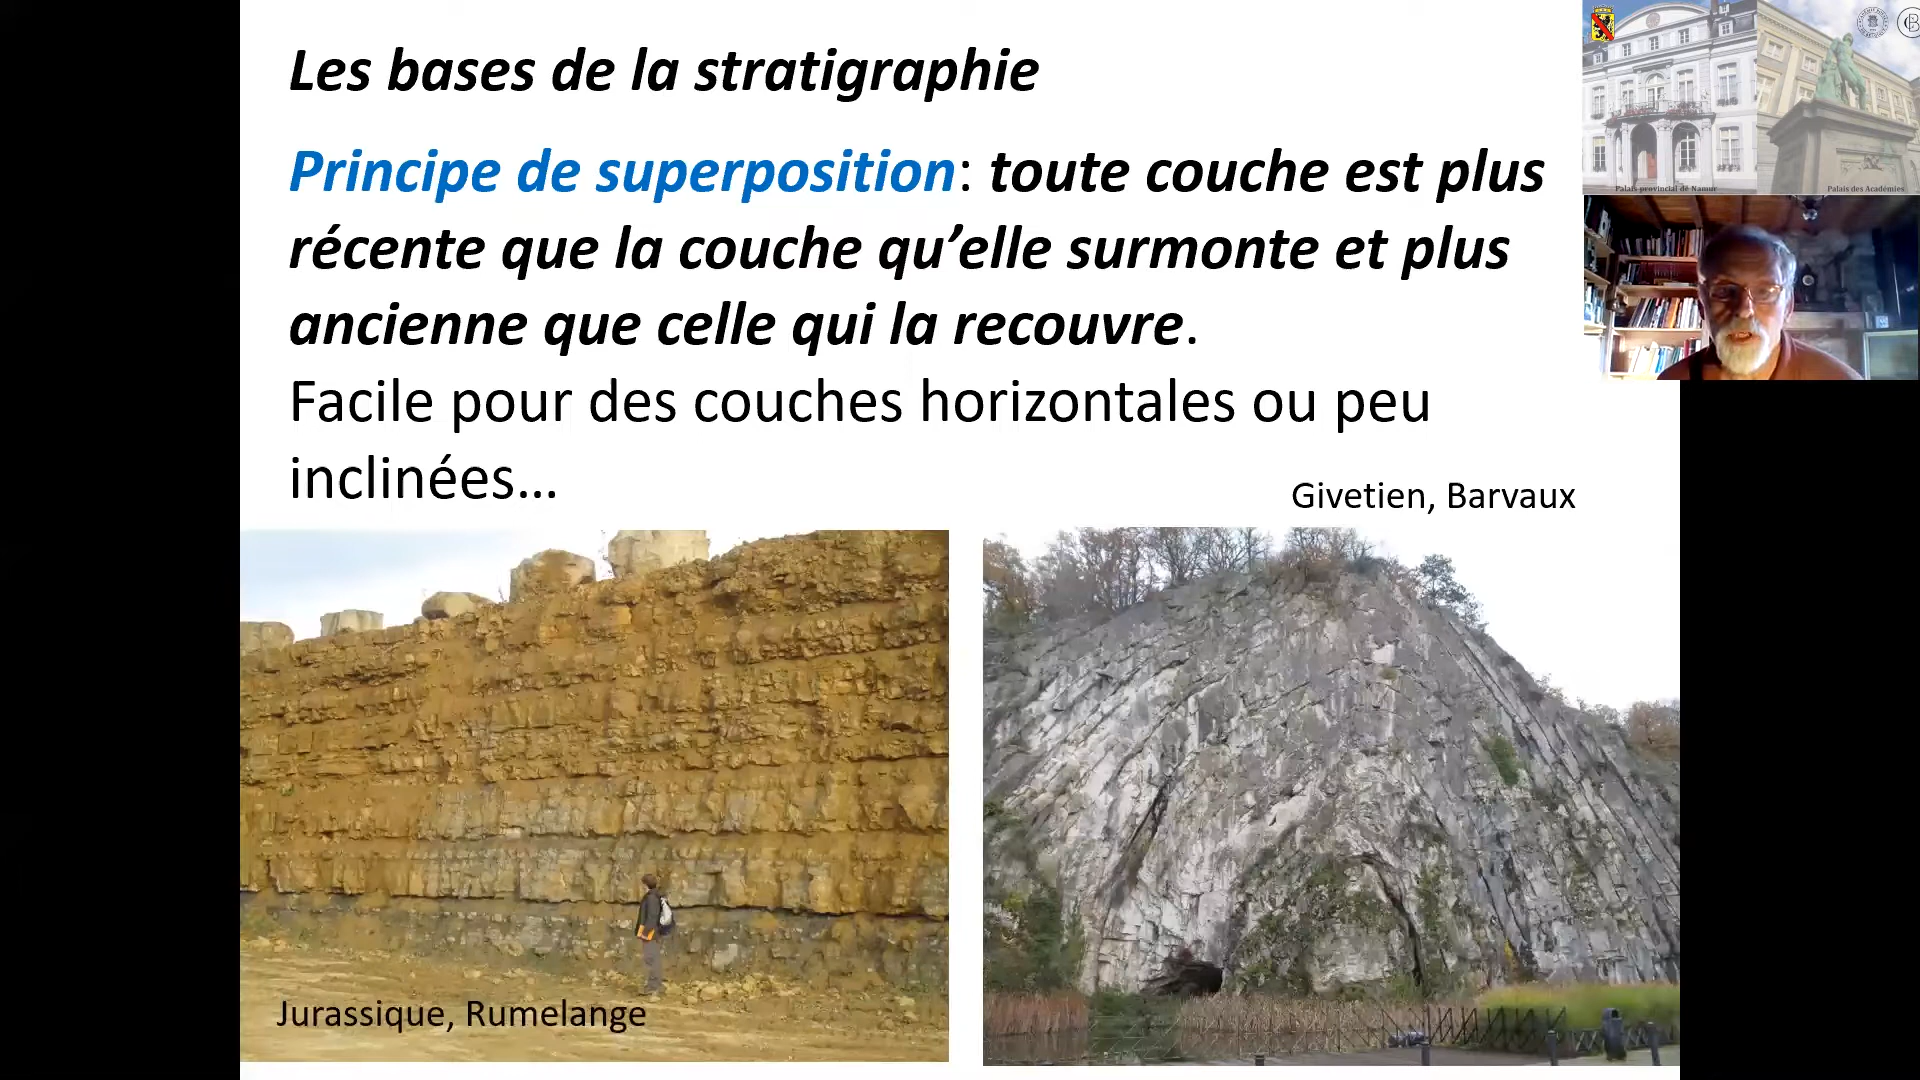 Les bases de la stratigraphie
Principe de superposition: toute couche est plus
récente que la couche qu’elle surmonte et plus
ancienne que celle qui la recouvre.
Facile pour des couches horizontales ou peu
inclinées…
Givetien, Barvaux
Jurassique, Rumelange
Palais provincial de Namur
Palais des Académies